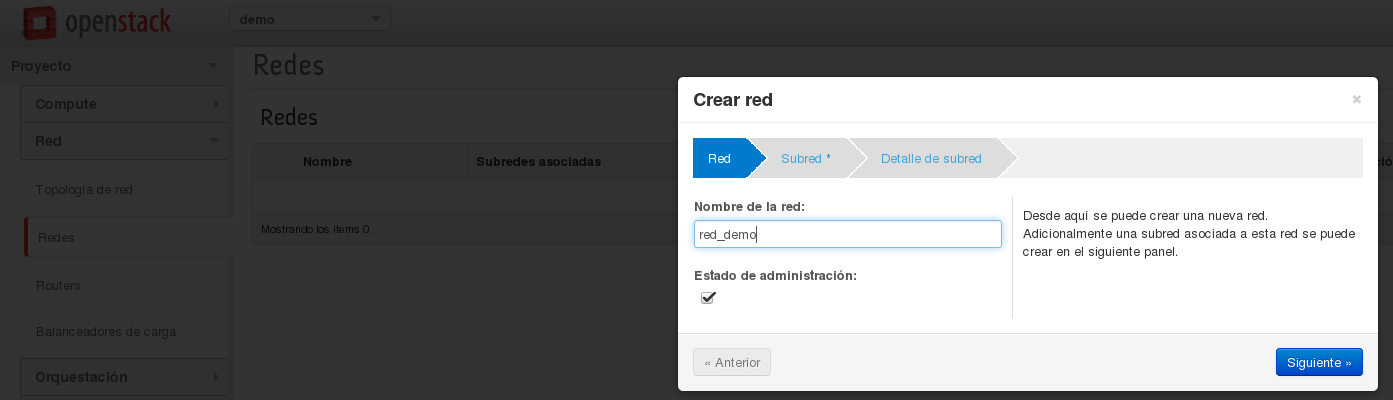 openstack
demo
Proyecto
Compute
Red
Topología de red
Redes
Routers
Balanceadores de carga
Orquestación
Redes
Redes
Nombre Subredes asociadas
Mostrando los ítems 0.
Crear red ×
Red Subred * Detalle de subred
Nombre de la red:
red_demo
Estado de administración:
Desde aquí se puede crear una nueva red.
Adicionalmente una subred asociada a esta red se puede
crear en el siguiente panel.
« Anterior Siguiente »